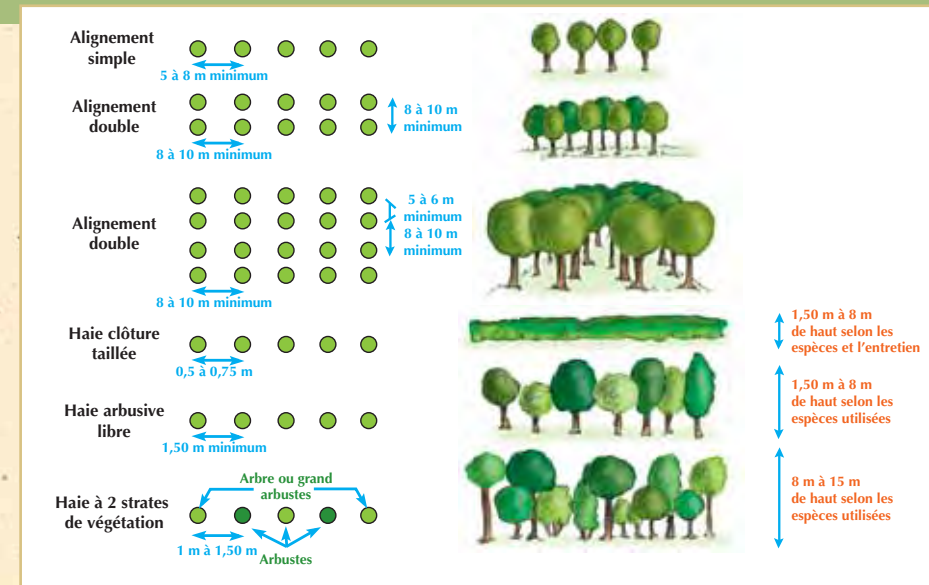 Alignement
simple
5 à 8 m minimum
Alignement
double
8 à 10 m
minimum
8 à 10 m minimum
Alignement
double
5 à 6 m
minimum
8 à 10 m
minimum
8 à 10 m minimum
Haie clôture
taillée
0,5 à 0,75 m
1,50 m à 8 m
de haut selon les
espèces et l'entretien
Haie arbusive
libre
1,50 m minimum
1,50 m à 8 m
de haut selon les
espèces utilisées
Haie à 2 strates
de végétation
Arbre ou grand
arbustes
1 m à 1,50 m
Arbustes
8 m à 15 m
de haut selon les
espèces utilisées